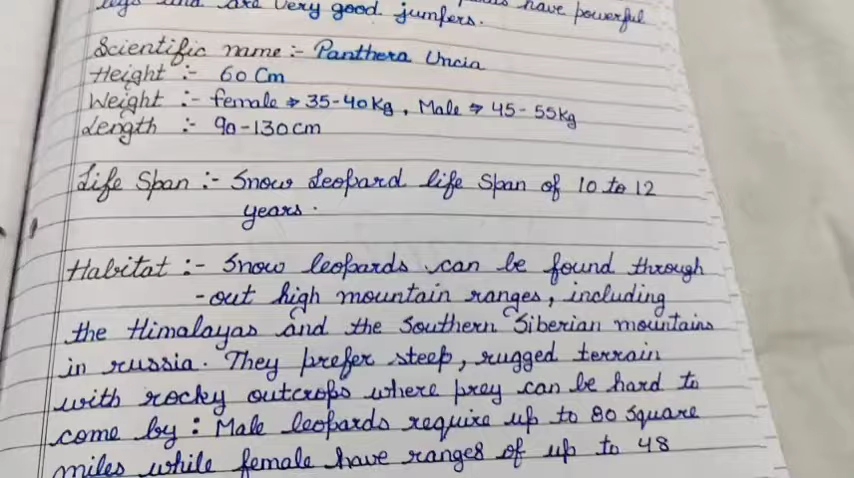 legs and are very good jumpers. have powerful
Scientific name :- Panthera Uncia
Height :- 60 Cm
Weight :- female → 35-40 kg, Male → 45-55kg
Length :- 90-130cm
Life Span :- Snow Leopard life Span of 10 to 12
years.
Habitat :- Snow leopards can be found through
-out high mountain ranges, including
the Himalayas and the Southern Siberian mountains
in russia. They prefer steep, rugged terrain
with rocky outcrops where prey can be hard to
come by : Male leopards require up to 80 square
miles while female have ranges of up to 48